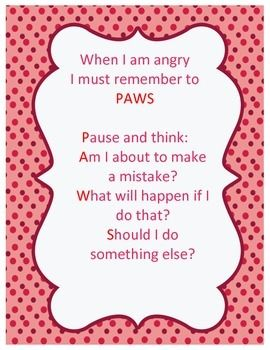 When I am angry
I must remember to
PAWS
Pause and think:
Am I about to make
a mistake?
What will happen if I
do that?
Should I do
something else?